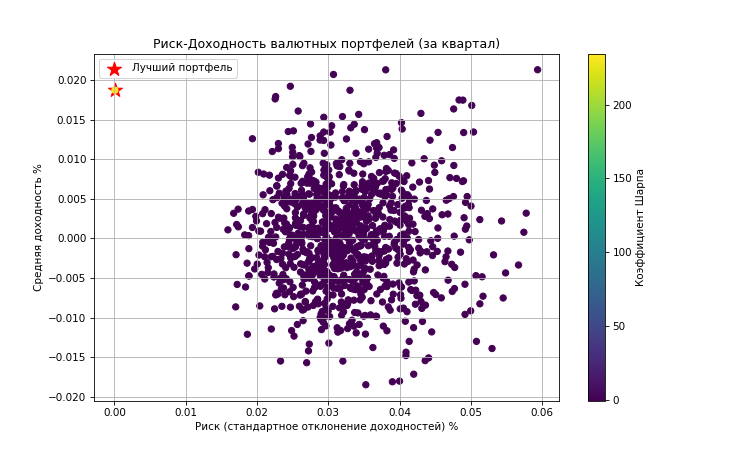 Риск-Доходность валютных портфелей (за квартал)
Лучший портфель
0.020
0.015
0.010
0.005
0.000
−0.005
−0.010
−0.015
−0.020
Средняя доходность %
0.00 0.01 0.02 0.03 0.04 0.05 0.06
Риск (стандартное отклонение доходностей) %
200
150
100
50
0
Коэффициент Шарпа